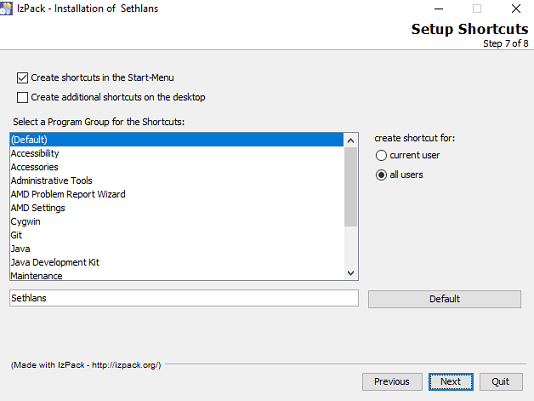 IzPack - Installation of Sethlans
Setup Shortcuts
Step 7 of 8
Create shortcuts in the Start-Menu
Create additional shortcuts on the desktop
Select a Program Group for the Shortcuts:
(Default)
Accessibility
Accessories
Administrative Tools
AMD Problem Report Wizard
AMD Settings
Cygwin
Git
Java
Java Development Kit
Maintenance
create shortcut for:
current user
all users
Sethlans
Default
(Made with IzPack - http://izpack.org/)
Previous
Next
Quit